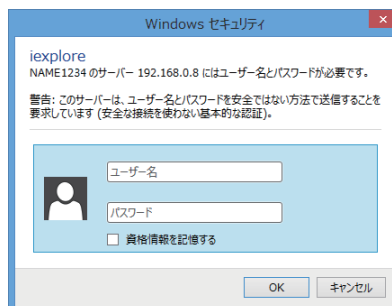 Windows セキュリティ
iexplore
NAME1234 のサーバー 192.168.0.8 にはユーザー名とパスワードが必要です。
警告: このサーバーは、ユーザー名とパスワードを安全ではない方法で送信することを
要求しています (安全な接続を使わない基本的な認証)。
ユーザー名
パスワード
資格情報を記憶する
OK
キャンセル